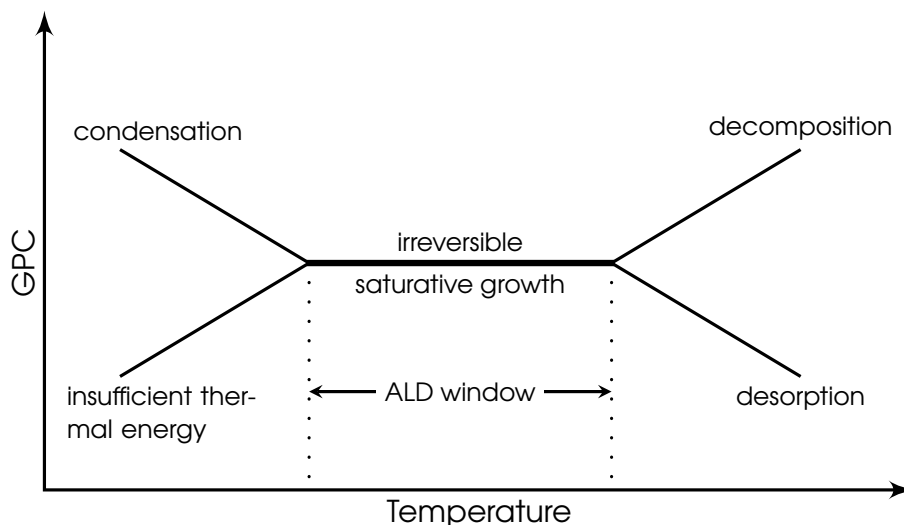 condensation
decomposition
irreversible
saturative growth
GPC
insufficient ther-
mal energy
ALD window
desorption
Temperature